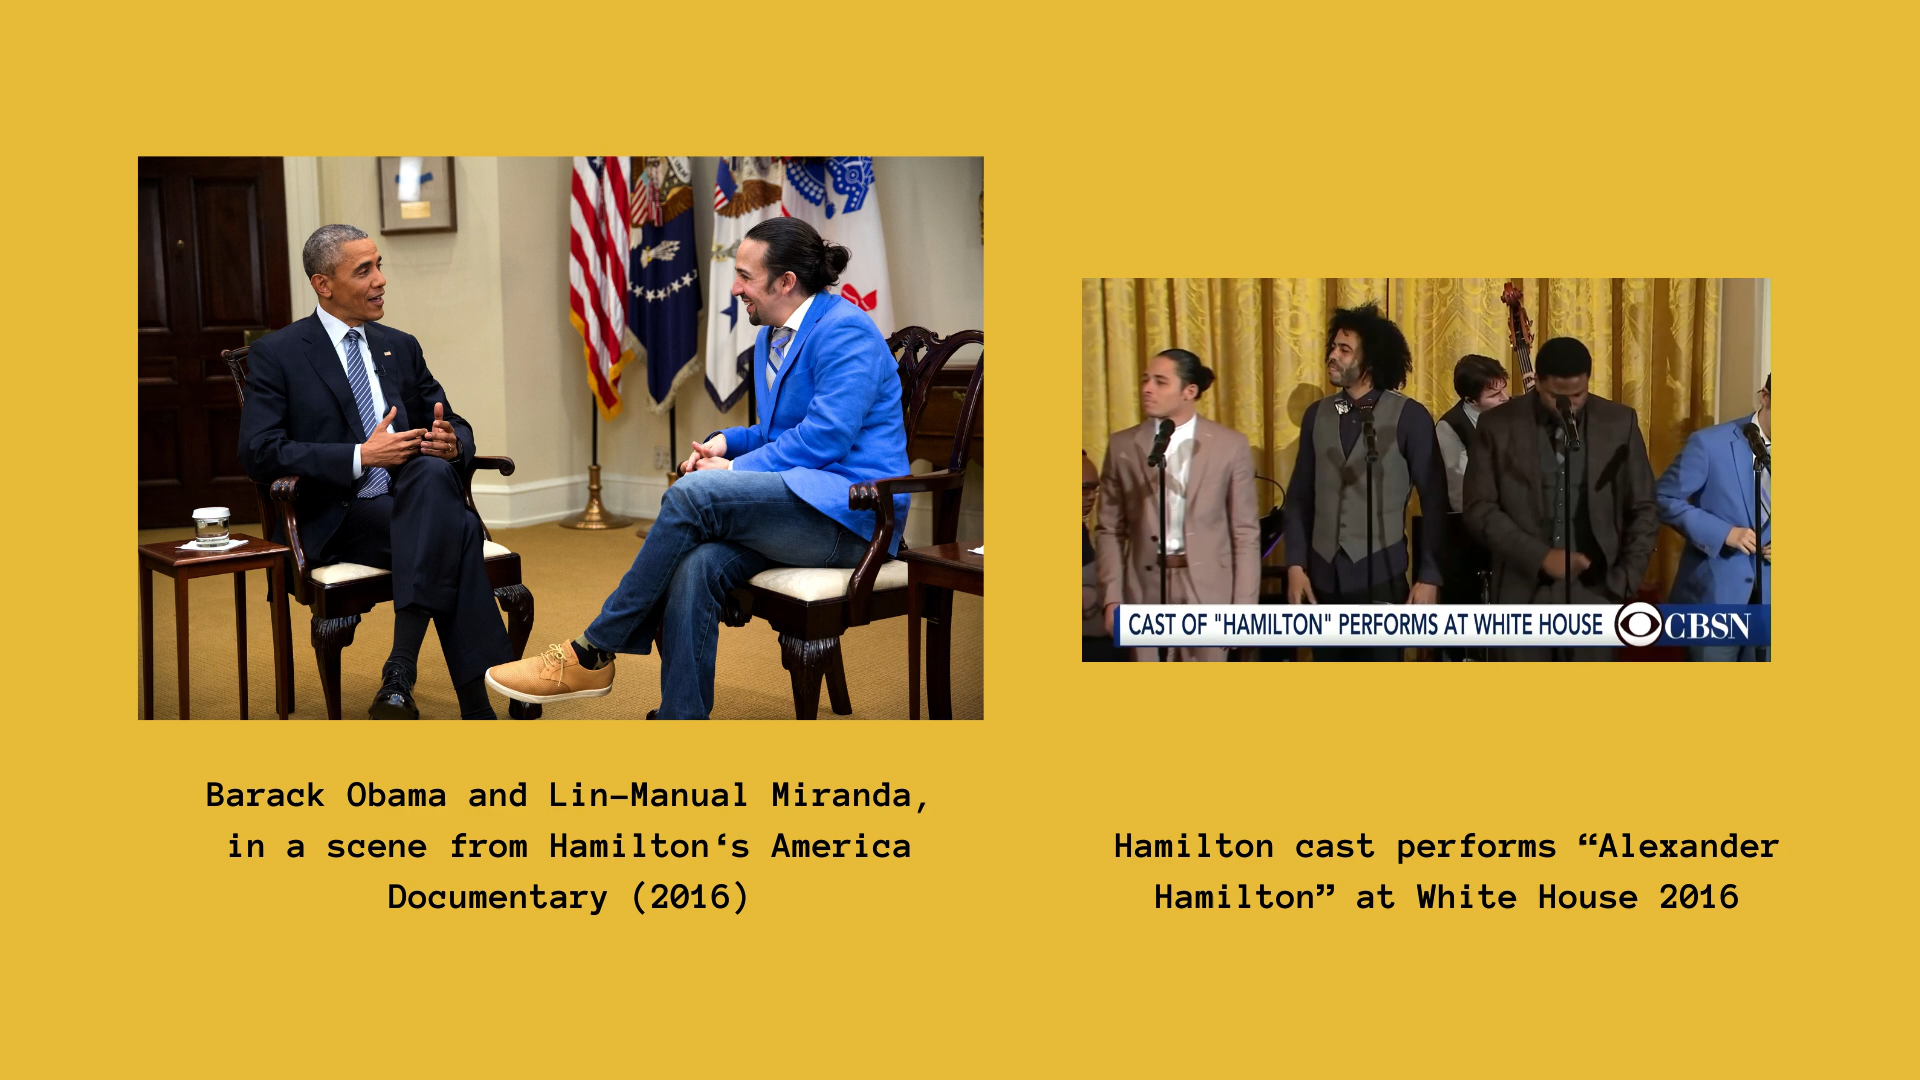 CAST OF "HAMILTON" PERFORMS AT WHITE HOUSE CBSN
Barack Obama and Lin-Manual Miranda,
in a scene from Hamilton‘s America
Documentary (2016)
Hamilton cast performs “Alexander
Hamilton” at White House 2016